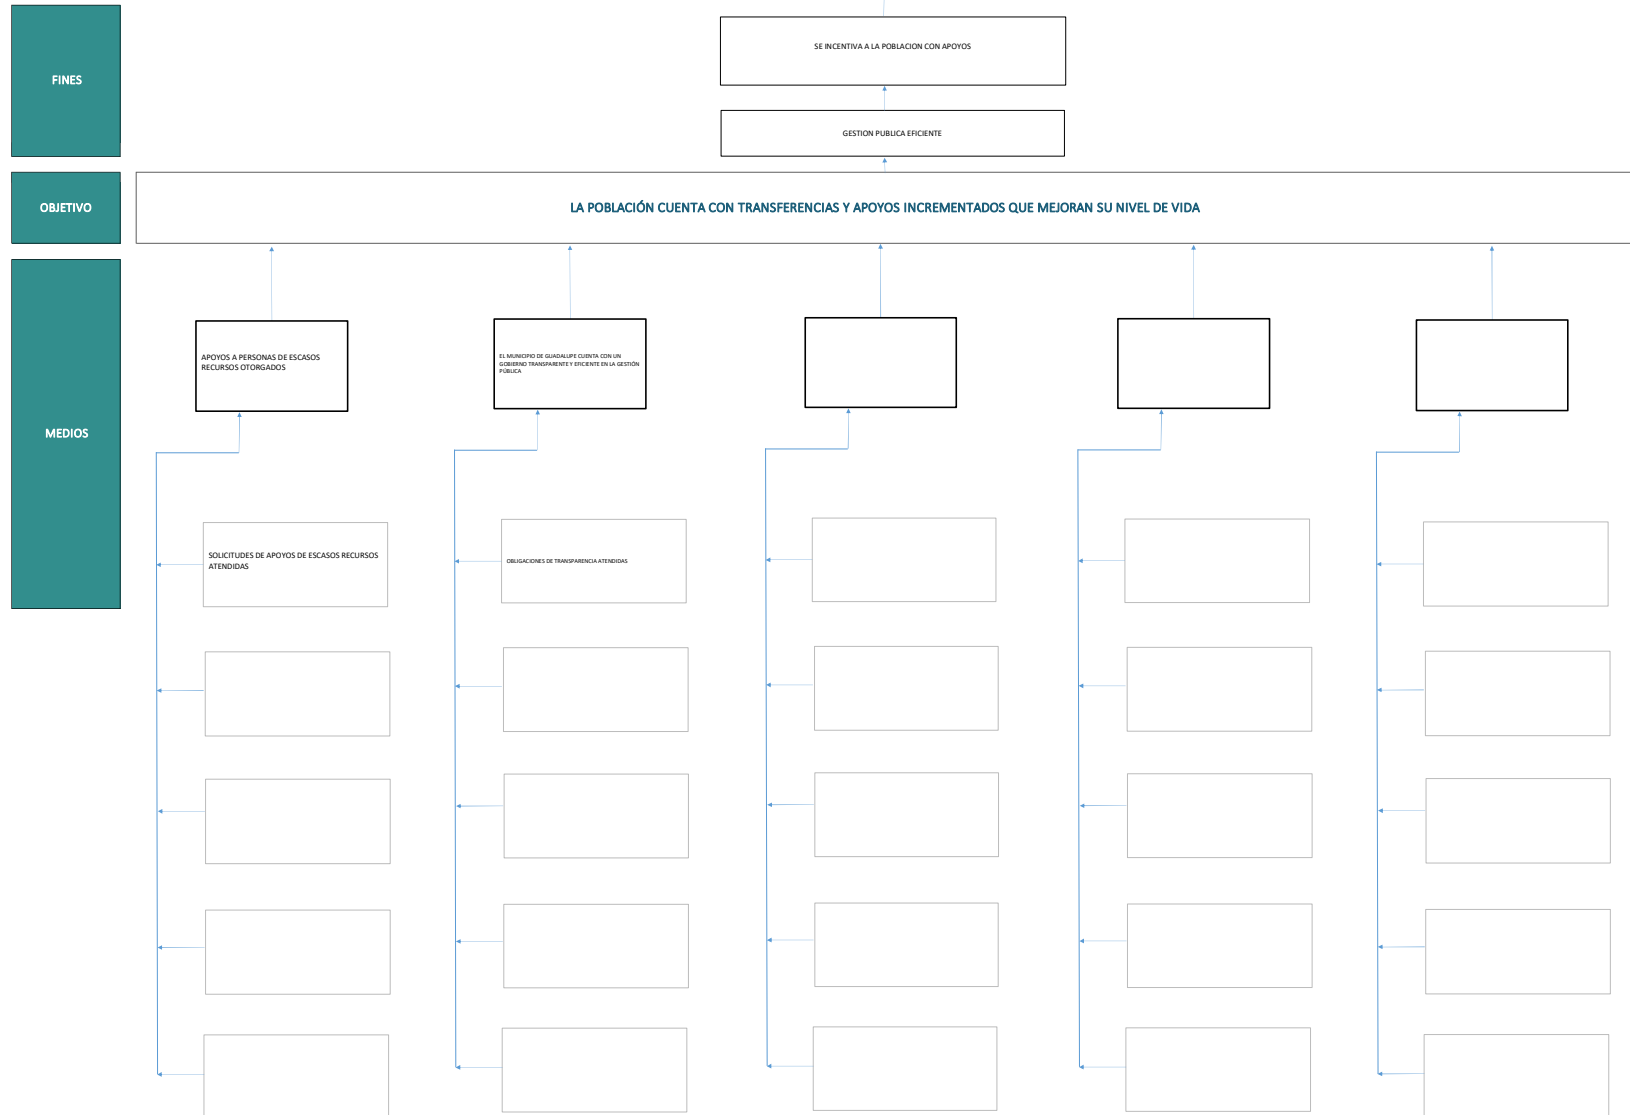 FINES
SE INCENTIVA A LA POBLACION CON APOYOS
GESTION PUBLICA EFICIENTE
OBJETIVO
LA POBLACIÓN CUENTA CON TRANSFERENCIAS Y APOYOS INCREMENTADOS QUE MEJORAN SU NIVEL DE VIDA
MEDIOS
APOYOS A PERSONAS DE ESCASOS
RECURSOS OTORGADOS
EL MUNICIPIO DE GUADALUPE CUENTA CON UN
GOBIERNO TRANSPARENTE Y EFICIENTE EN LA GESTIÓN
PÚBLICA
SOLICITUDES DE APOYOS DE ESCASOS RECURSOS
ATENDIDAS
OBLIGACIONES DE TRANSPARENCIA ATENDIDAS